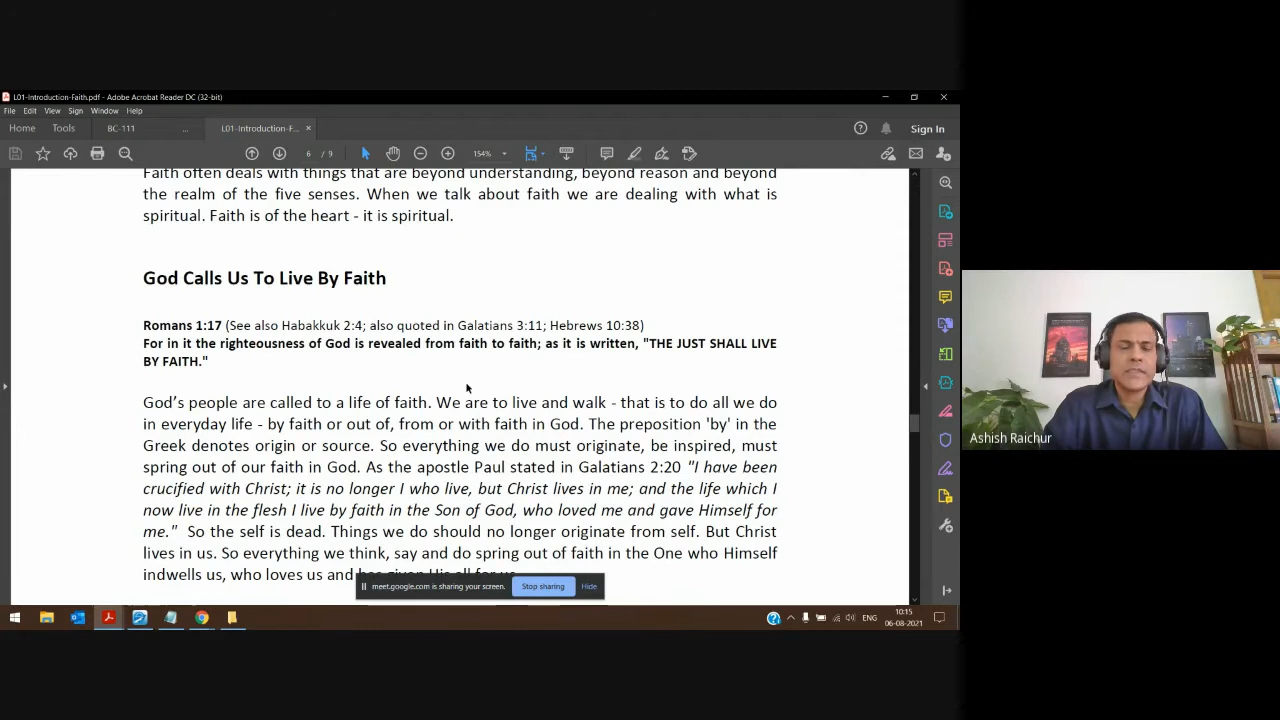 L01-Introduction-Faith.pdf - Adobe Acrobat Reader DC (32-bit)
File Edit View Sign Window Help
Home Tools BC-111 ... L01-Introduction-F... × Sign In
6 / 9 154%
Faith often deals with things that are beyond understanding, beyond reason and beyond
the realm of the five senses. When we talk about faith we are dealing with what is
spiritual. Faith is of the heart - it is spiritual.
God Calls Us To Live By Faith
Romans 1:17 (See also Habakkuk 2:4; also quoted in Galatians 3:11; Hebrews 10:38)
For in it the righteousness of God is revealed from faith to faith; as it is written, "THE JUST SHALL LIVE
BY FAITH."
God's people are called to a life of faith. We are to live and walk - that is to do all we do
in everyday life - by faith or out of, from or with faith in God. The preposition 'by' in the
Greek denotes origin or source. So everything we do must originate, be inspired, must
spring out of our faith in God. As the apostle Paul stated in Galatians 2:20 "I have been
crucified with Christ; it is no longer I who live, but Christ lives in me; and the life which I
now live in the flesh I live by faith in the Son of God, who loved me and gave Himself for
me." So the self is dead. Things we do should no longer originate from self. But Christ
lives in us. So everything we think, say and do spring out of faith in the One who Himself
indwells us, who loves us and
meet.google.com is sharing your screen. Stop sharing Hide
ENG
10:15
06-08-2021
Ashish Raichur